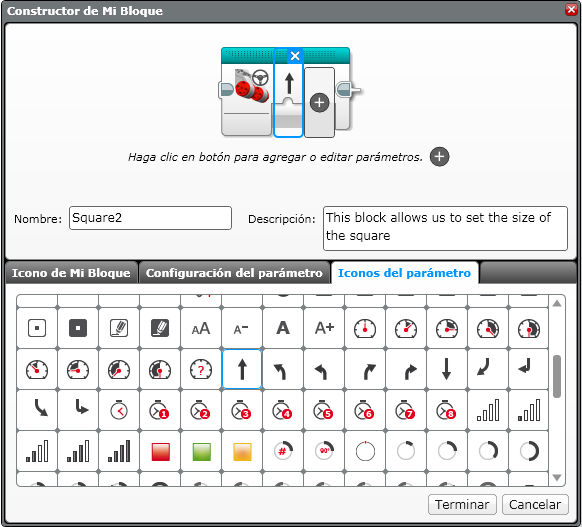 Constructor de Mi Bloque
Haga clic en botón para agregar o editar parámetros.
Nombre: Square2
Descripción: This block allows us to set the size of
the square
Icono de Mi Bloque Configuración del parámetro Iconos del parámetro
AA A- A A+
?
1 2 3 4 5 6 7 8
# 90°
Terminar Cancelar